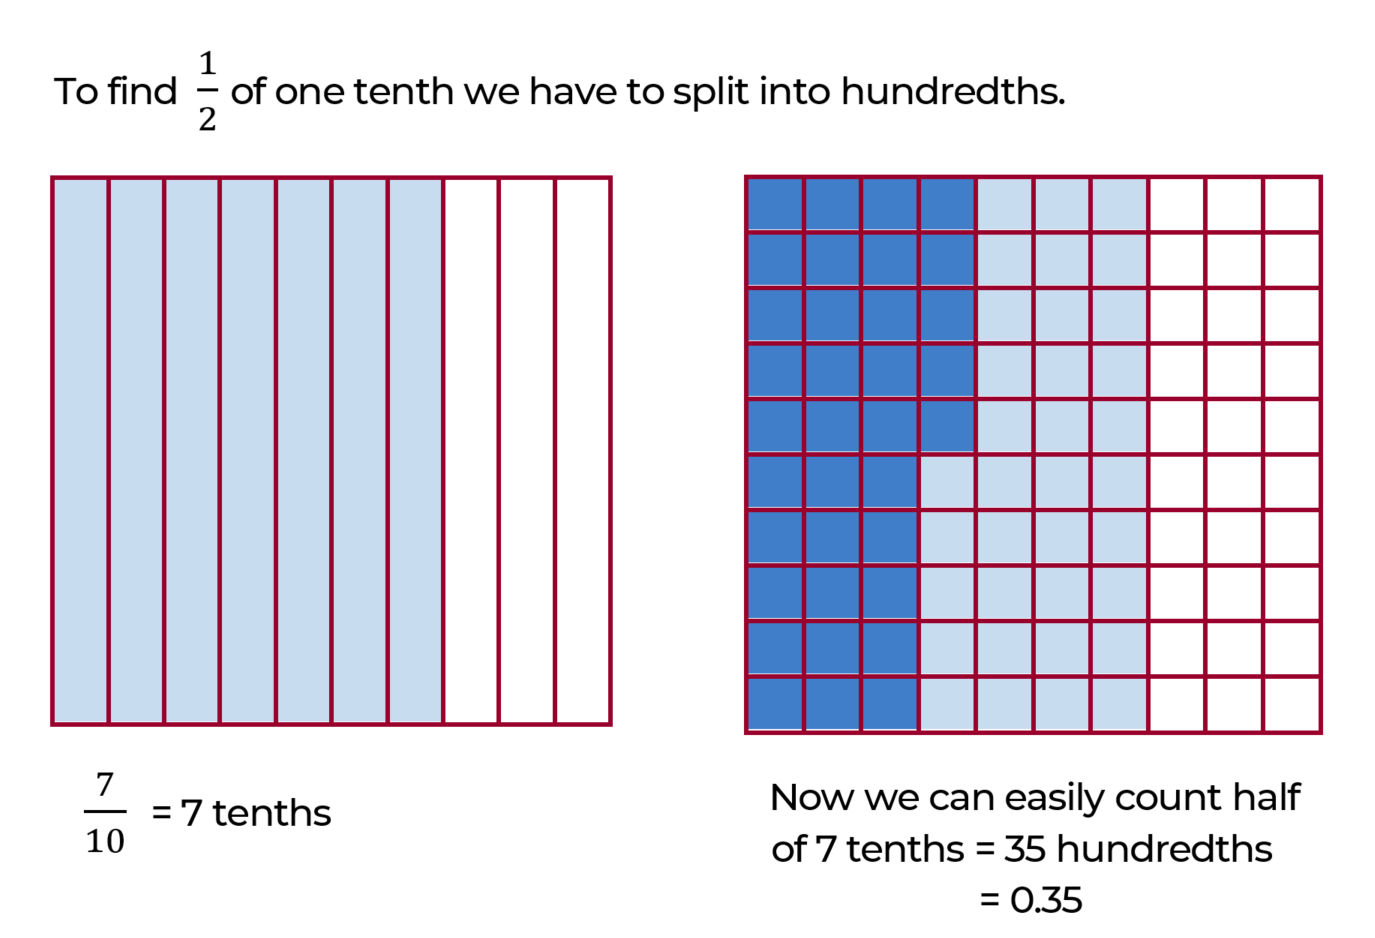 To find 1/2 of one tenth we have to split into hundredths.
7/10 = 7 tenths
Now we can easily count half
of 7 tenths = 35 hundredths
= 0.35